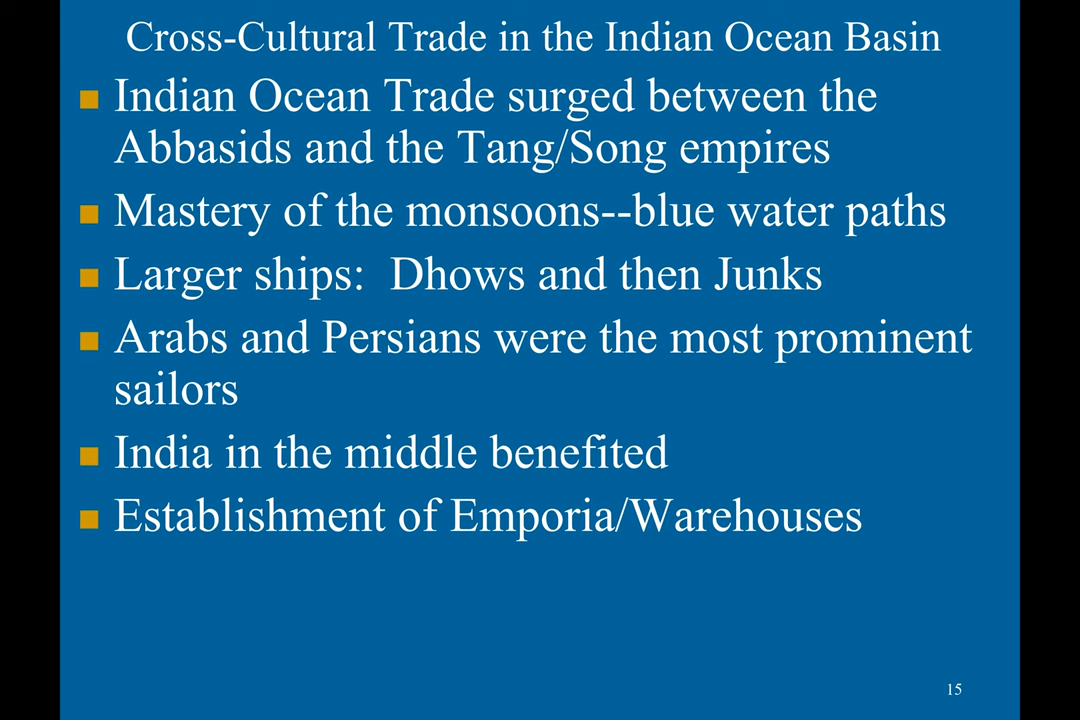 Cross-Cultural Trade in the Indian Ocean Basin
Indian Ocean Trade surged between the
Abbasids and the Tang/Song empires
Mastery of the monsoons--blue water paths
Larger ships:  Dhows and then Junks
Arabs and Persians were the most prominent
sailors
India in the middle benefited
Establishment of Emporia/Warehouses
15